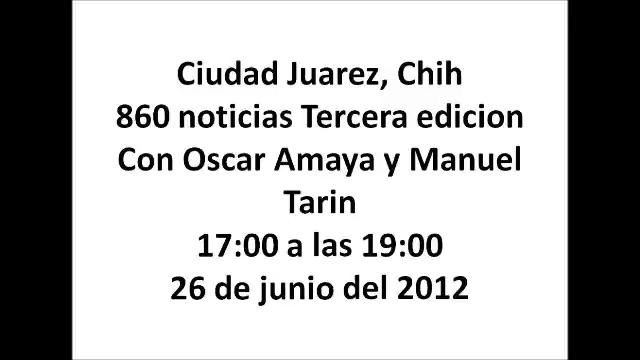 Ciudad Juarez, Chih
860 noticias Tercera edicion
Con Oscar Amaya y Manuel
Tarin
17:00 a las 19:00
26 de junio del 2012